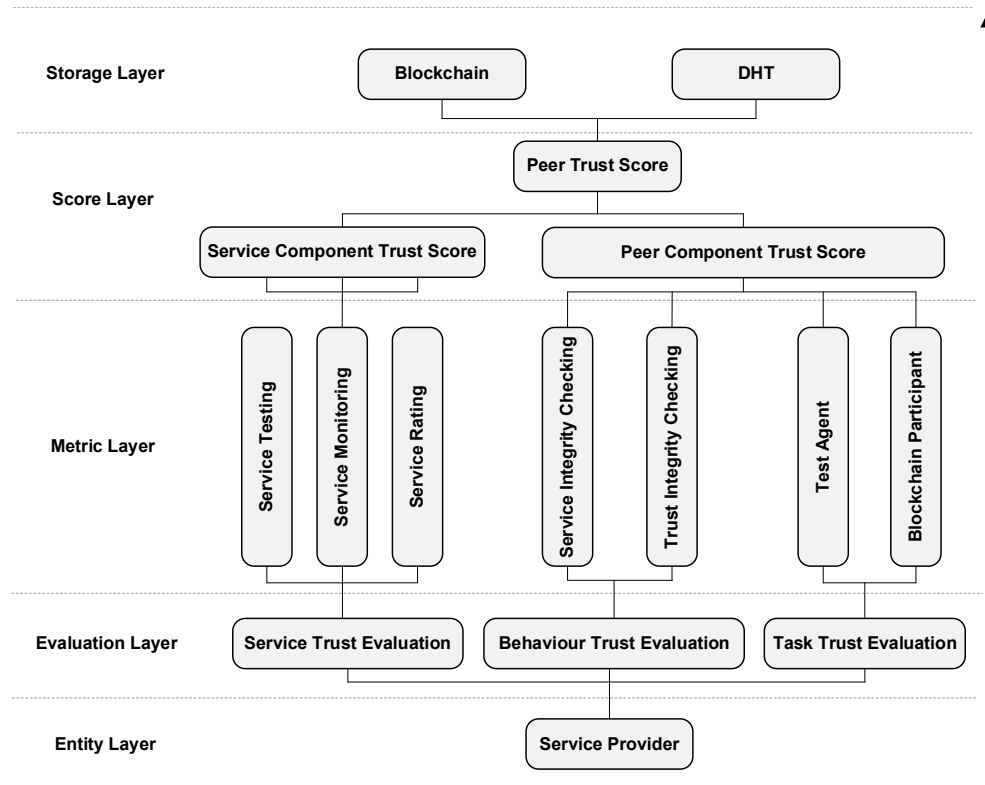 Storage Layer
Blockchain
DHT
Peer Trust Score
Score Layer
Service Component Trust Score
Peer Component Trust Score
Metric Layer
Service Testing
Service Monitoring
Service Rating
Service Integrity Checking
Trust Integrity Checking
Test Agent
Blockchain Participant
Evaluation Layer
Service Trust Evaluation
Behaviour Trust Evaluation
Task Trust Evaluation
Entity Layer
Service Provider